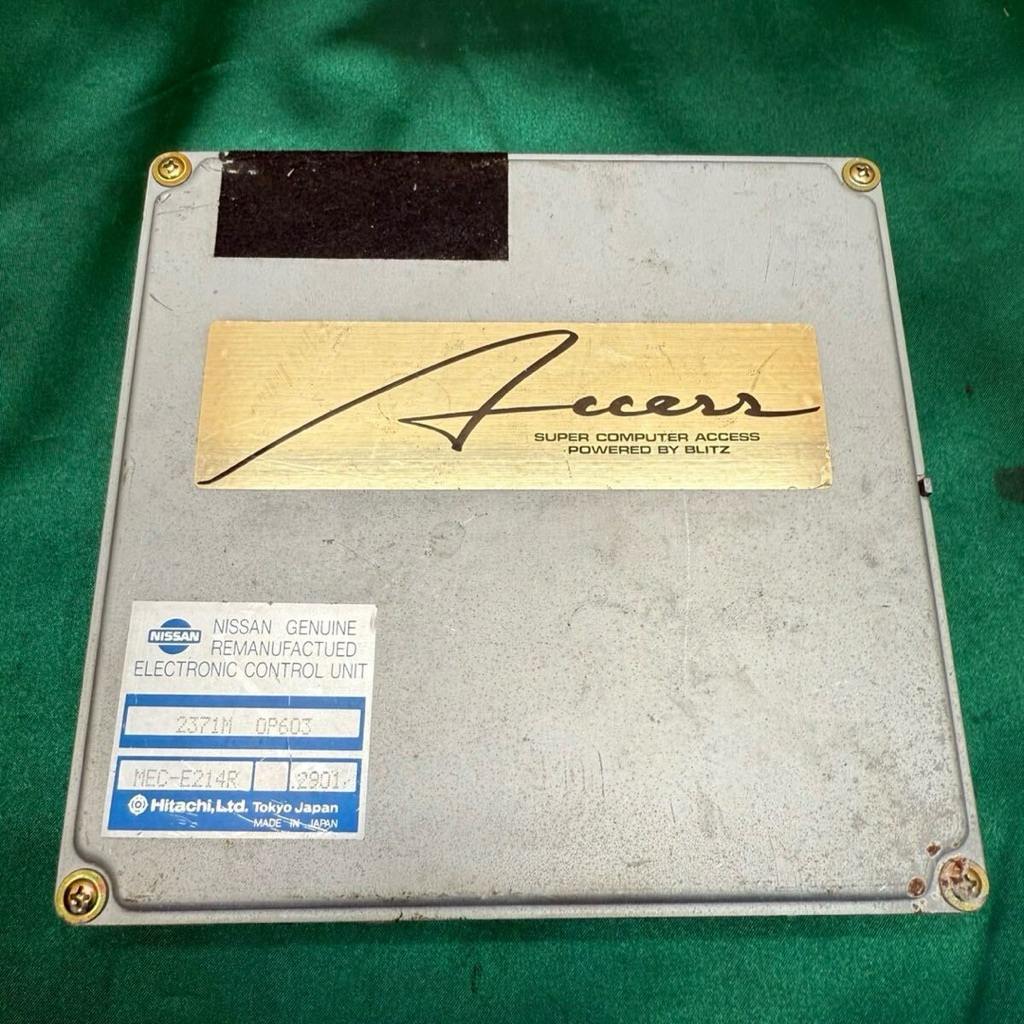 Access
SUPER COMPUTER ACCESS
POWERED BY BLITZ
NISSAN
NISSAN GENUINE
REMANUFACTUED
ELECTRONIC CONTROL UNIT
2371M 0P603
MEC-E214R 2901
Hitachi, Ltd. Tokyo Japan
MADE IN JAPAN